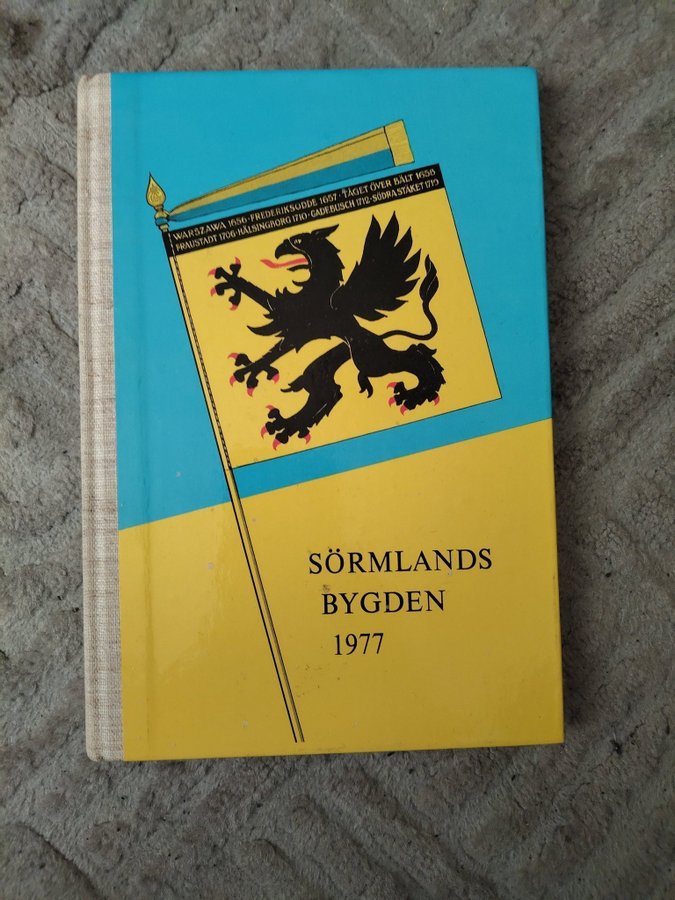 WARSZAWA 1656 · FREDERIKSUDDE 1657 · TÅGET ÖVER BÄLT 1658
FRAUSTADT 1706 · HÄLSINGBORG 1710 · GADEBUSCH 1712 · SÖDRA STÄKET 1719
SÖRMLANDS
BYGDEN
1977